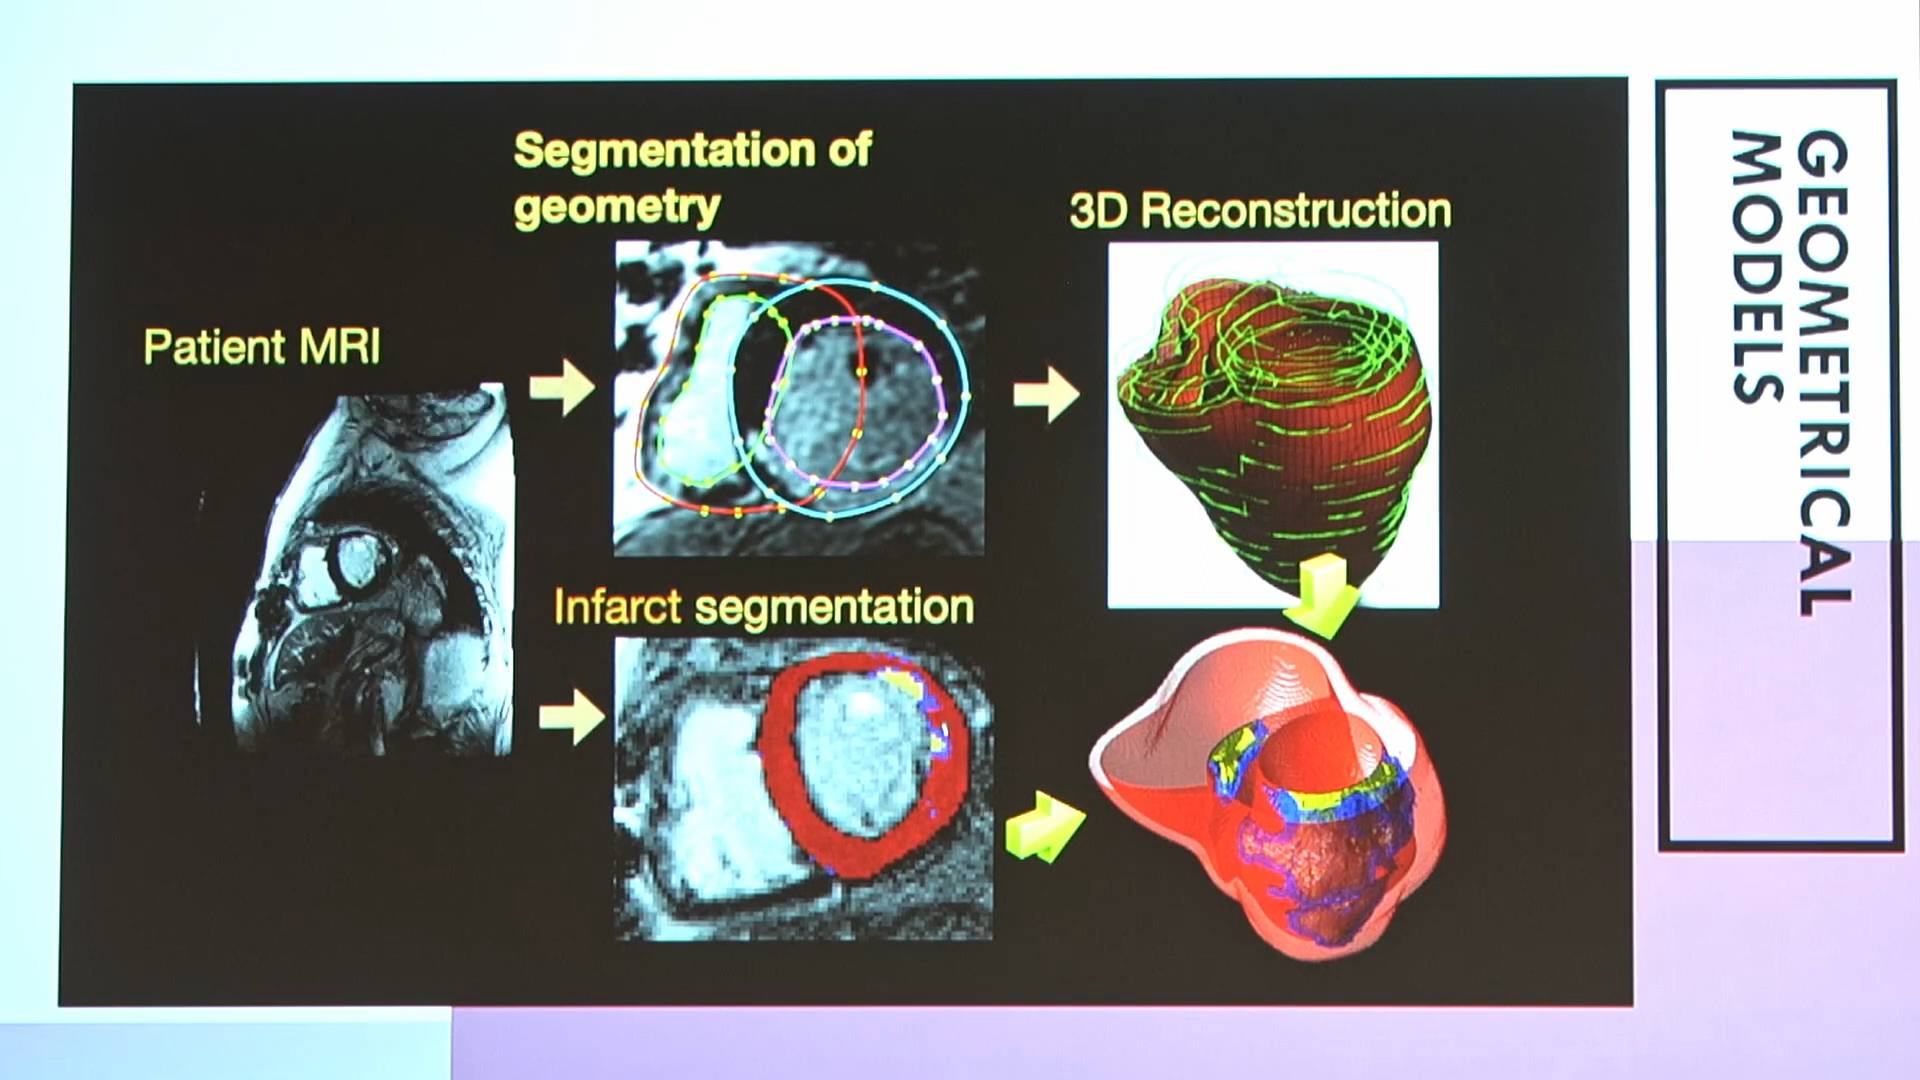 Segmentation of
geometry
3D Reconstruction
Patient MRI
Infarct segmentation
GEOMETRICAL
MODELS